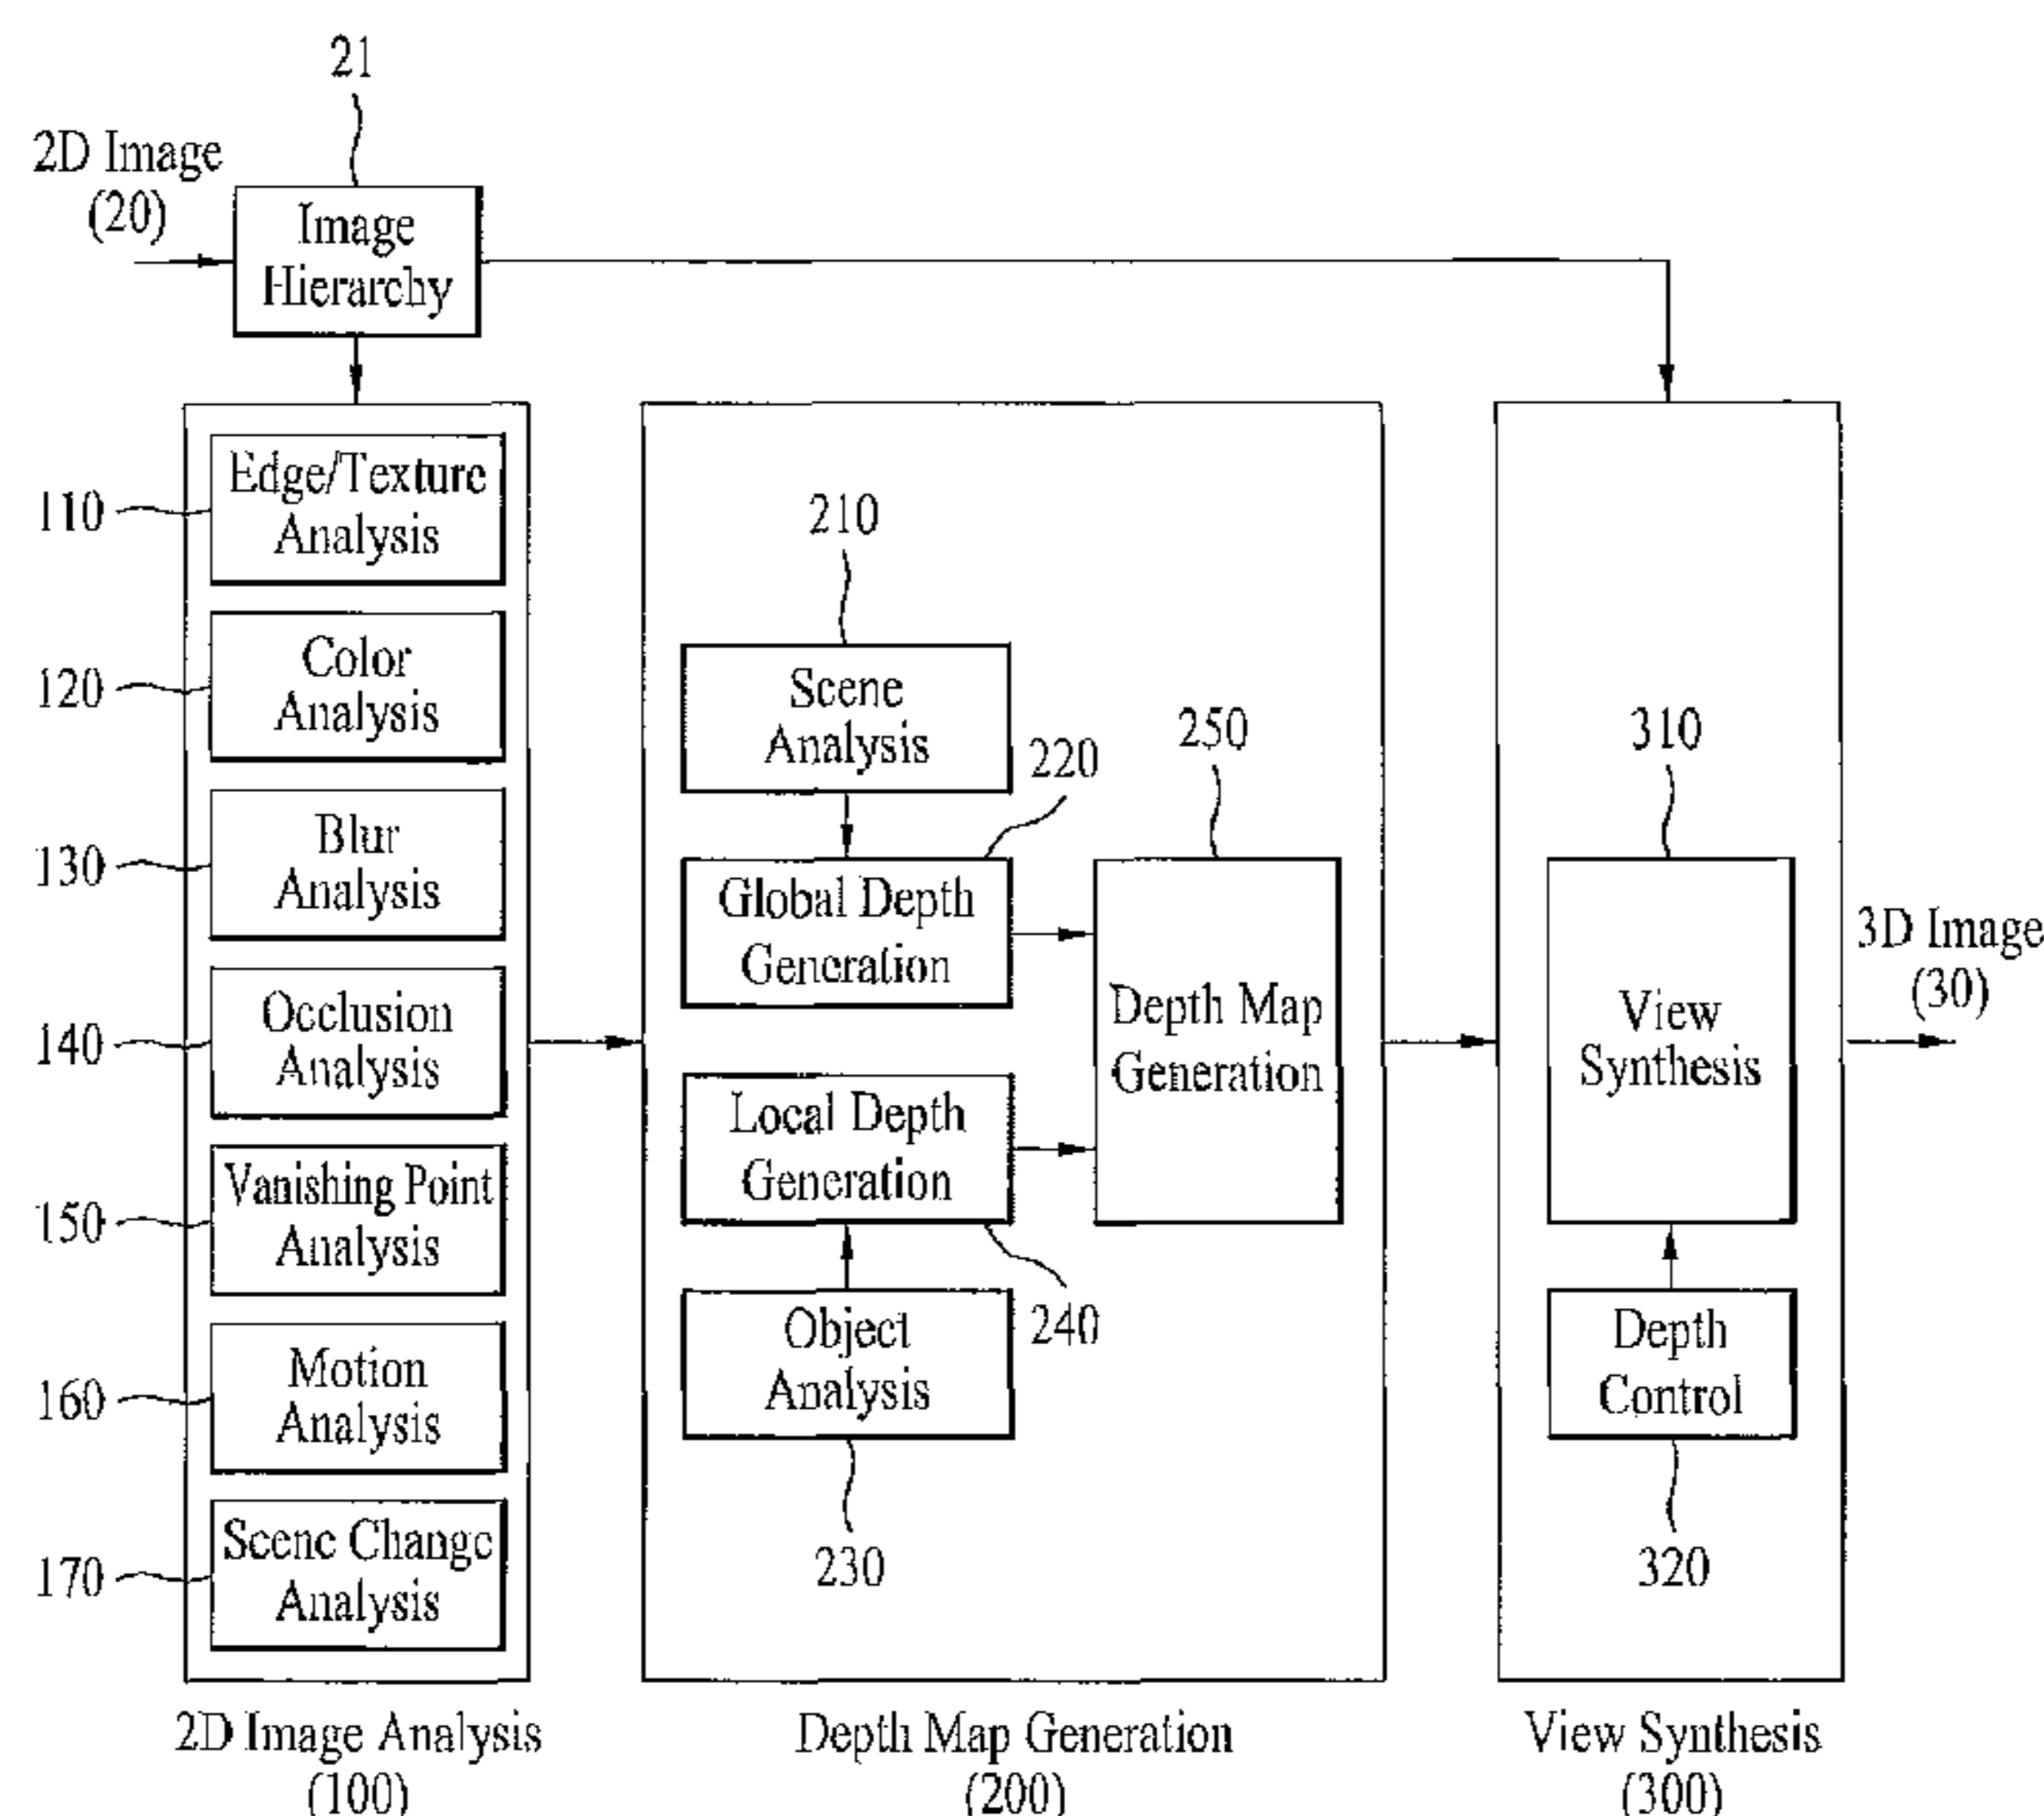 21
2D Image
(20)
Image
Hierarchy
110
Edge/Texture
Analysis
120
Color
Analysis
130
Blur
Analysis
140
Occlusion
Analysis
150
Vanishing Point
Analysis
160
Motion
Analysis
170
Scene Change
Analysis
2D Image Analysis
(100)
210
Scene
Analysis
220
Global Depth
Generation
250
Depth Map
Generation
Local Depth
Generation
240
Object
Analysis
230
Depth Map Generation
(200)
310
View
Synthesis
Depth
Control
320
View Synthesis
(300)
3D Image
(30)